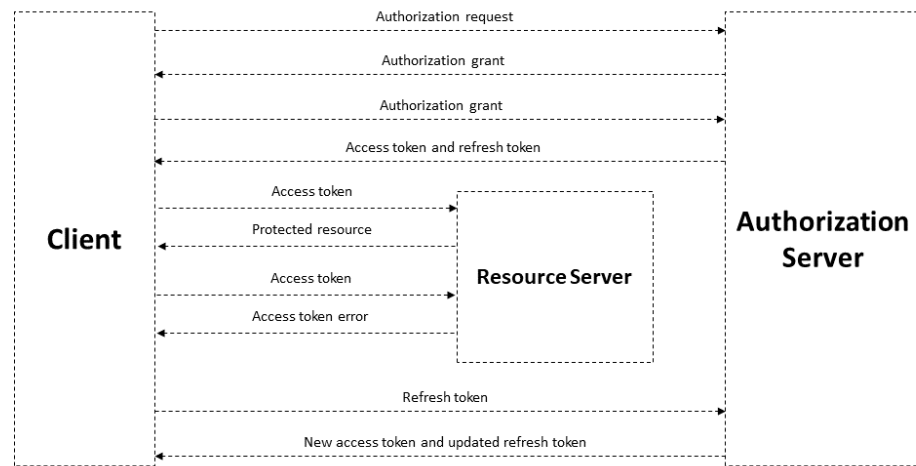 Authorization request
Authorization grant
Authorization grant
Access token and refresh token
Access token
Protected resource
Access token
Access token error
Refresh token
New access token and updated refresh token
Client
Resource Server
Authorization
Server